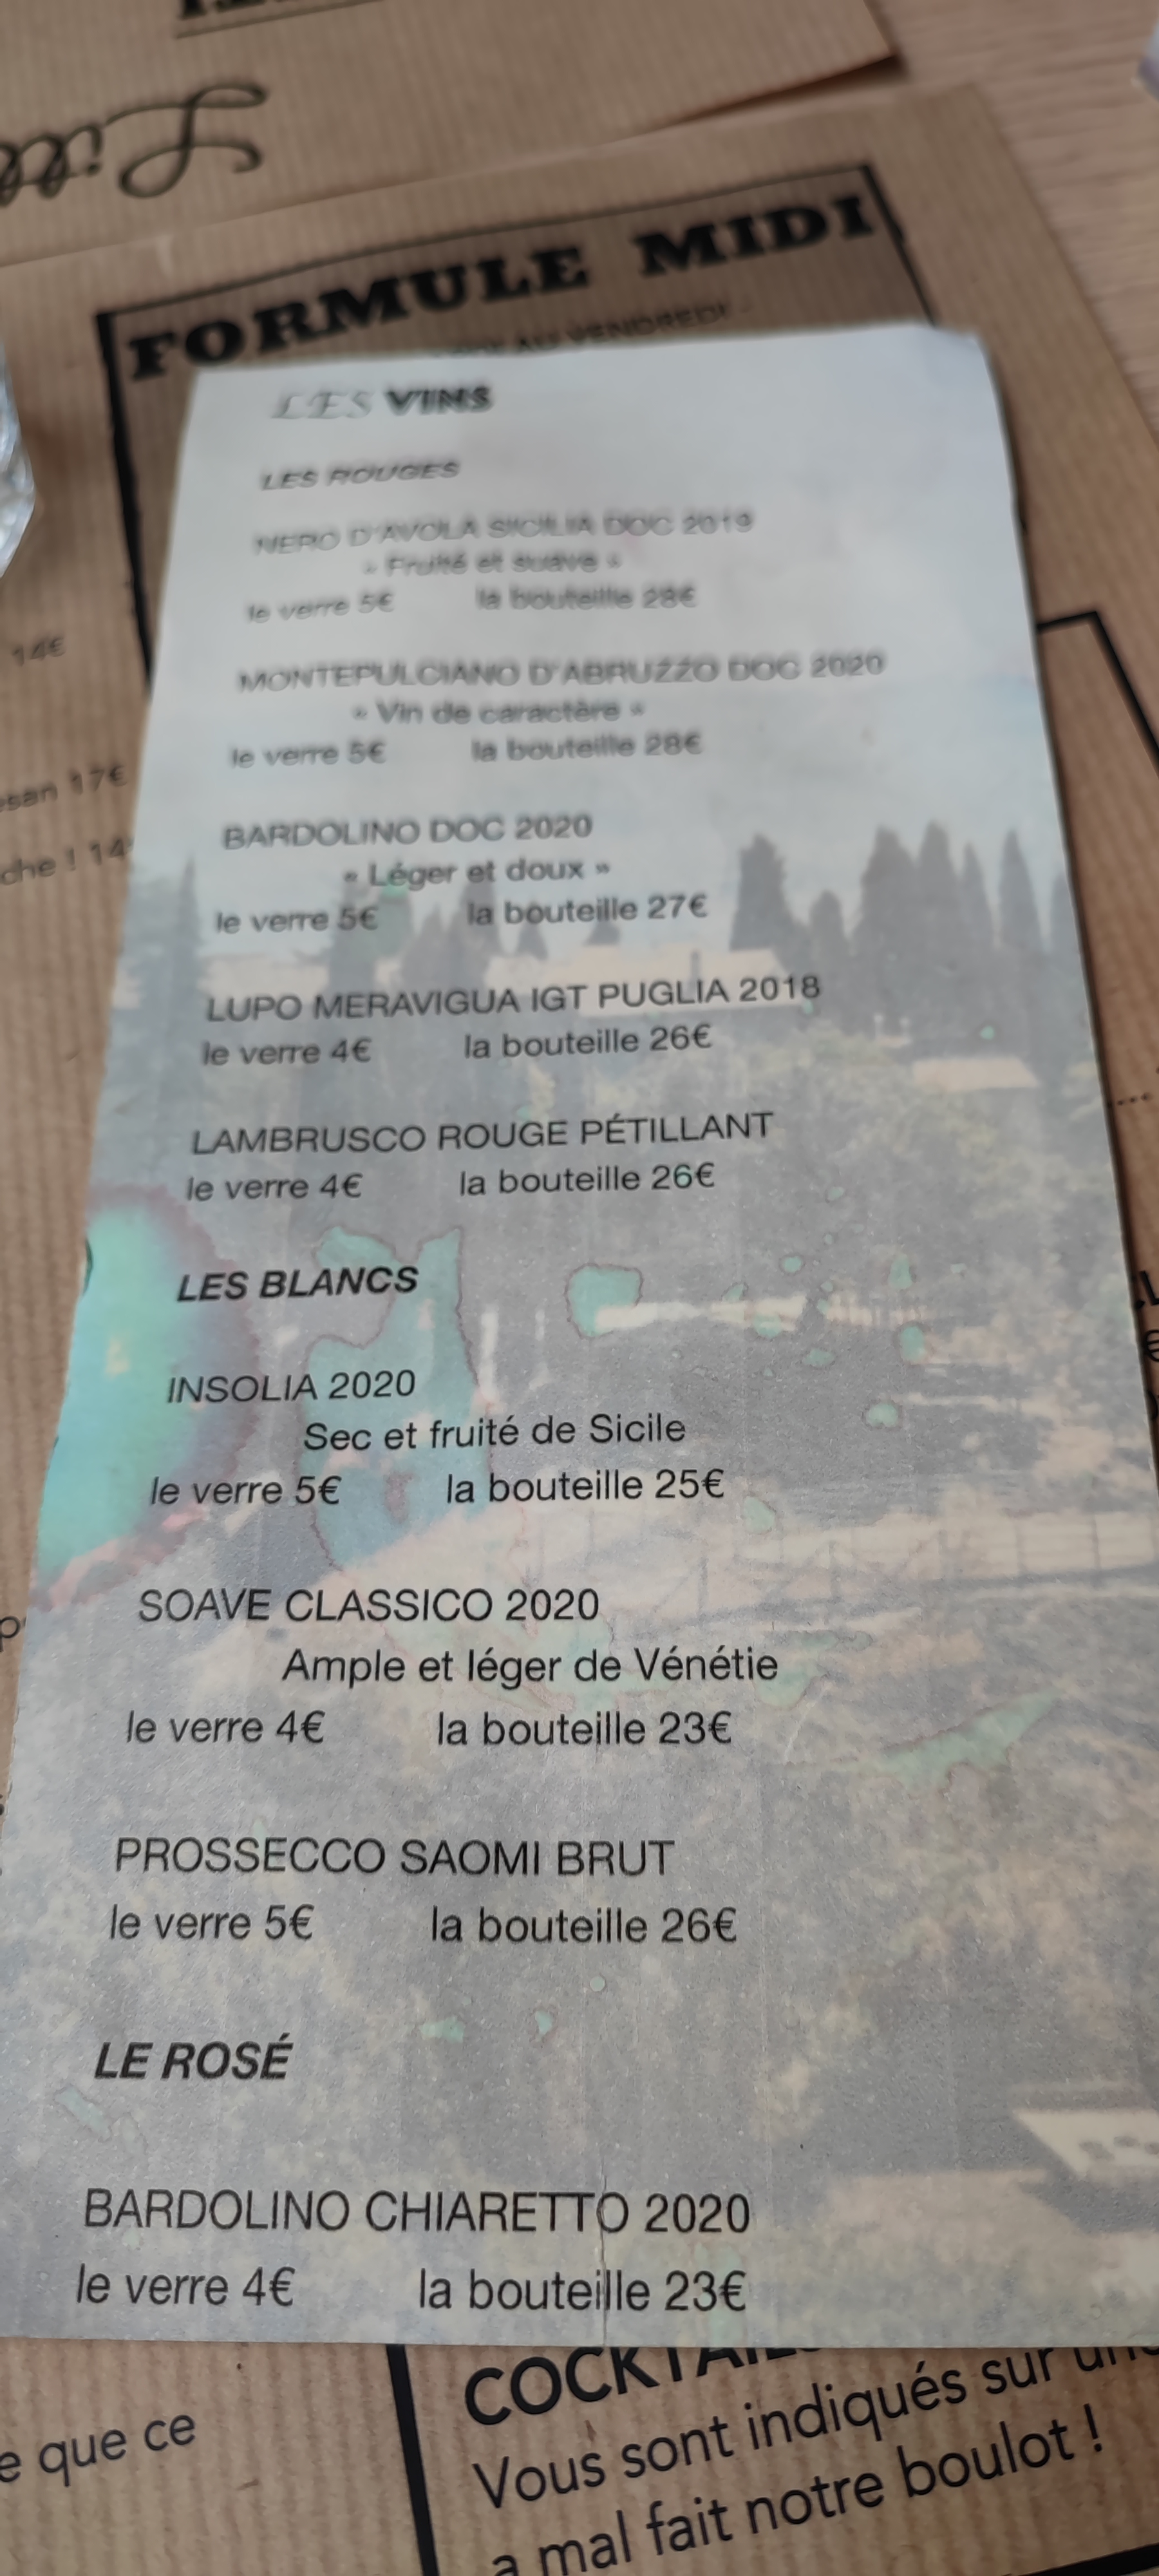 FORMULE MIDI
AU VENDREDI -
14€
17€
che ! 14
LES VINS
LES ROUGES
NERO D'AVOLA SICILIA DOC 2019
« Fruité et suave »
le verre 5€ la bouteille 28€
MONTEPULCIANO D'ABRUZZO DOC 2020
« Vin de caractère »
le verre 5€ la bouteille 28€
BARDOLINO DOC 2020
« Léger et doux »
le verre 5€ la bouteille 27€
LUPO MERAVIGUA IGT PUGLIA 2018
le verre 4€ la bouteille 26€
LAMBRUSCO ROUGE PÉTILLANT
le verre 4€ la bouteille 26€
LES BLANCS
INSOLIA 2020
Sec et fruité de Sicile
le verre 5€ la bouteille 25€
SOAVE CLASSICO 2020
Ample et léger de Vénétie
le verre 4€ la bouteille 23€
PROSSECCO SAOMI BRUT
le verre 5€ la bouteille 26€
LE ROSÉ
BARDOLINO CHIARETTO 2020
le verre 4€ la bouteille 23€
e que ce
COCKTAIL
Vous sont indiqués sur un
a mal fait notre boulot !